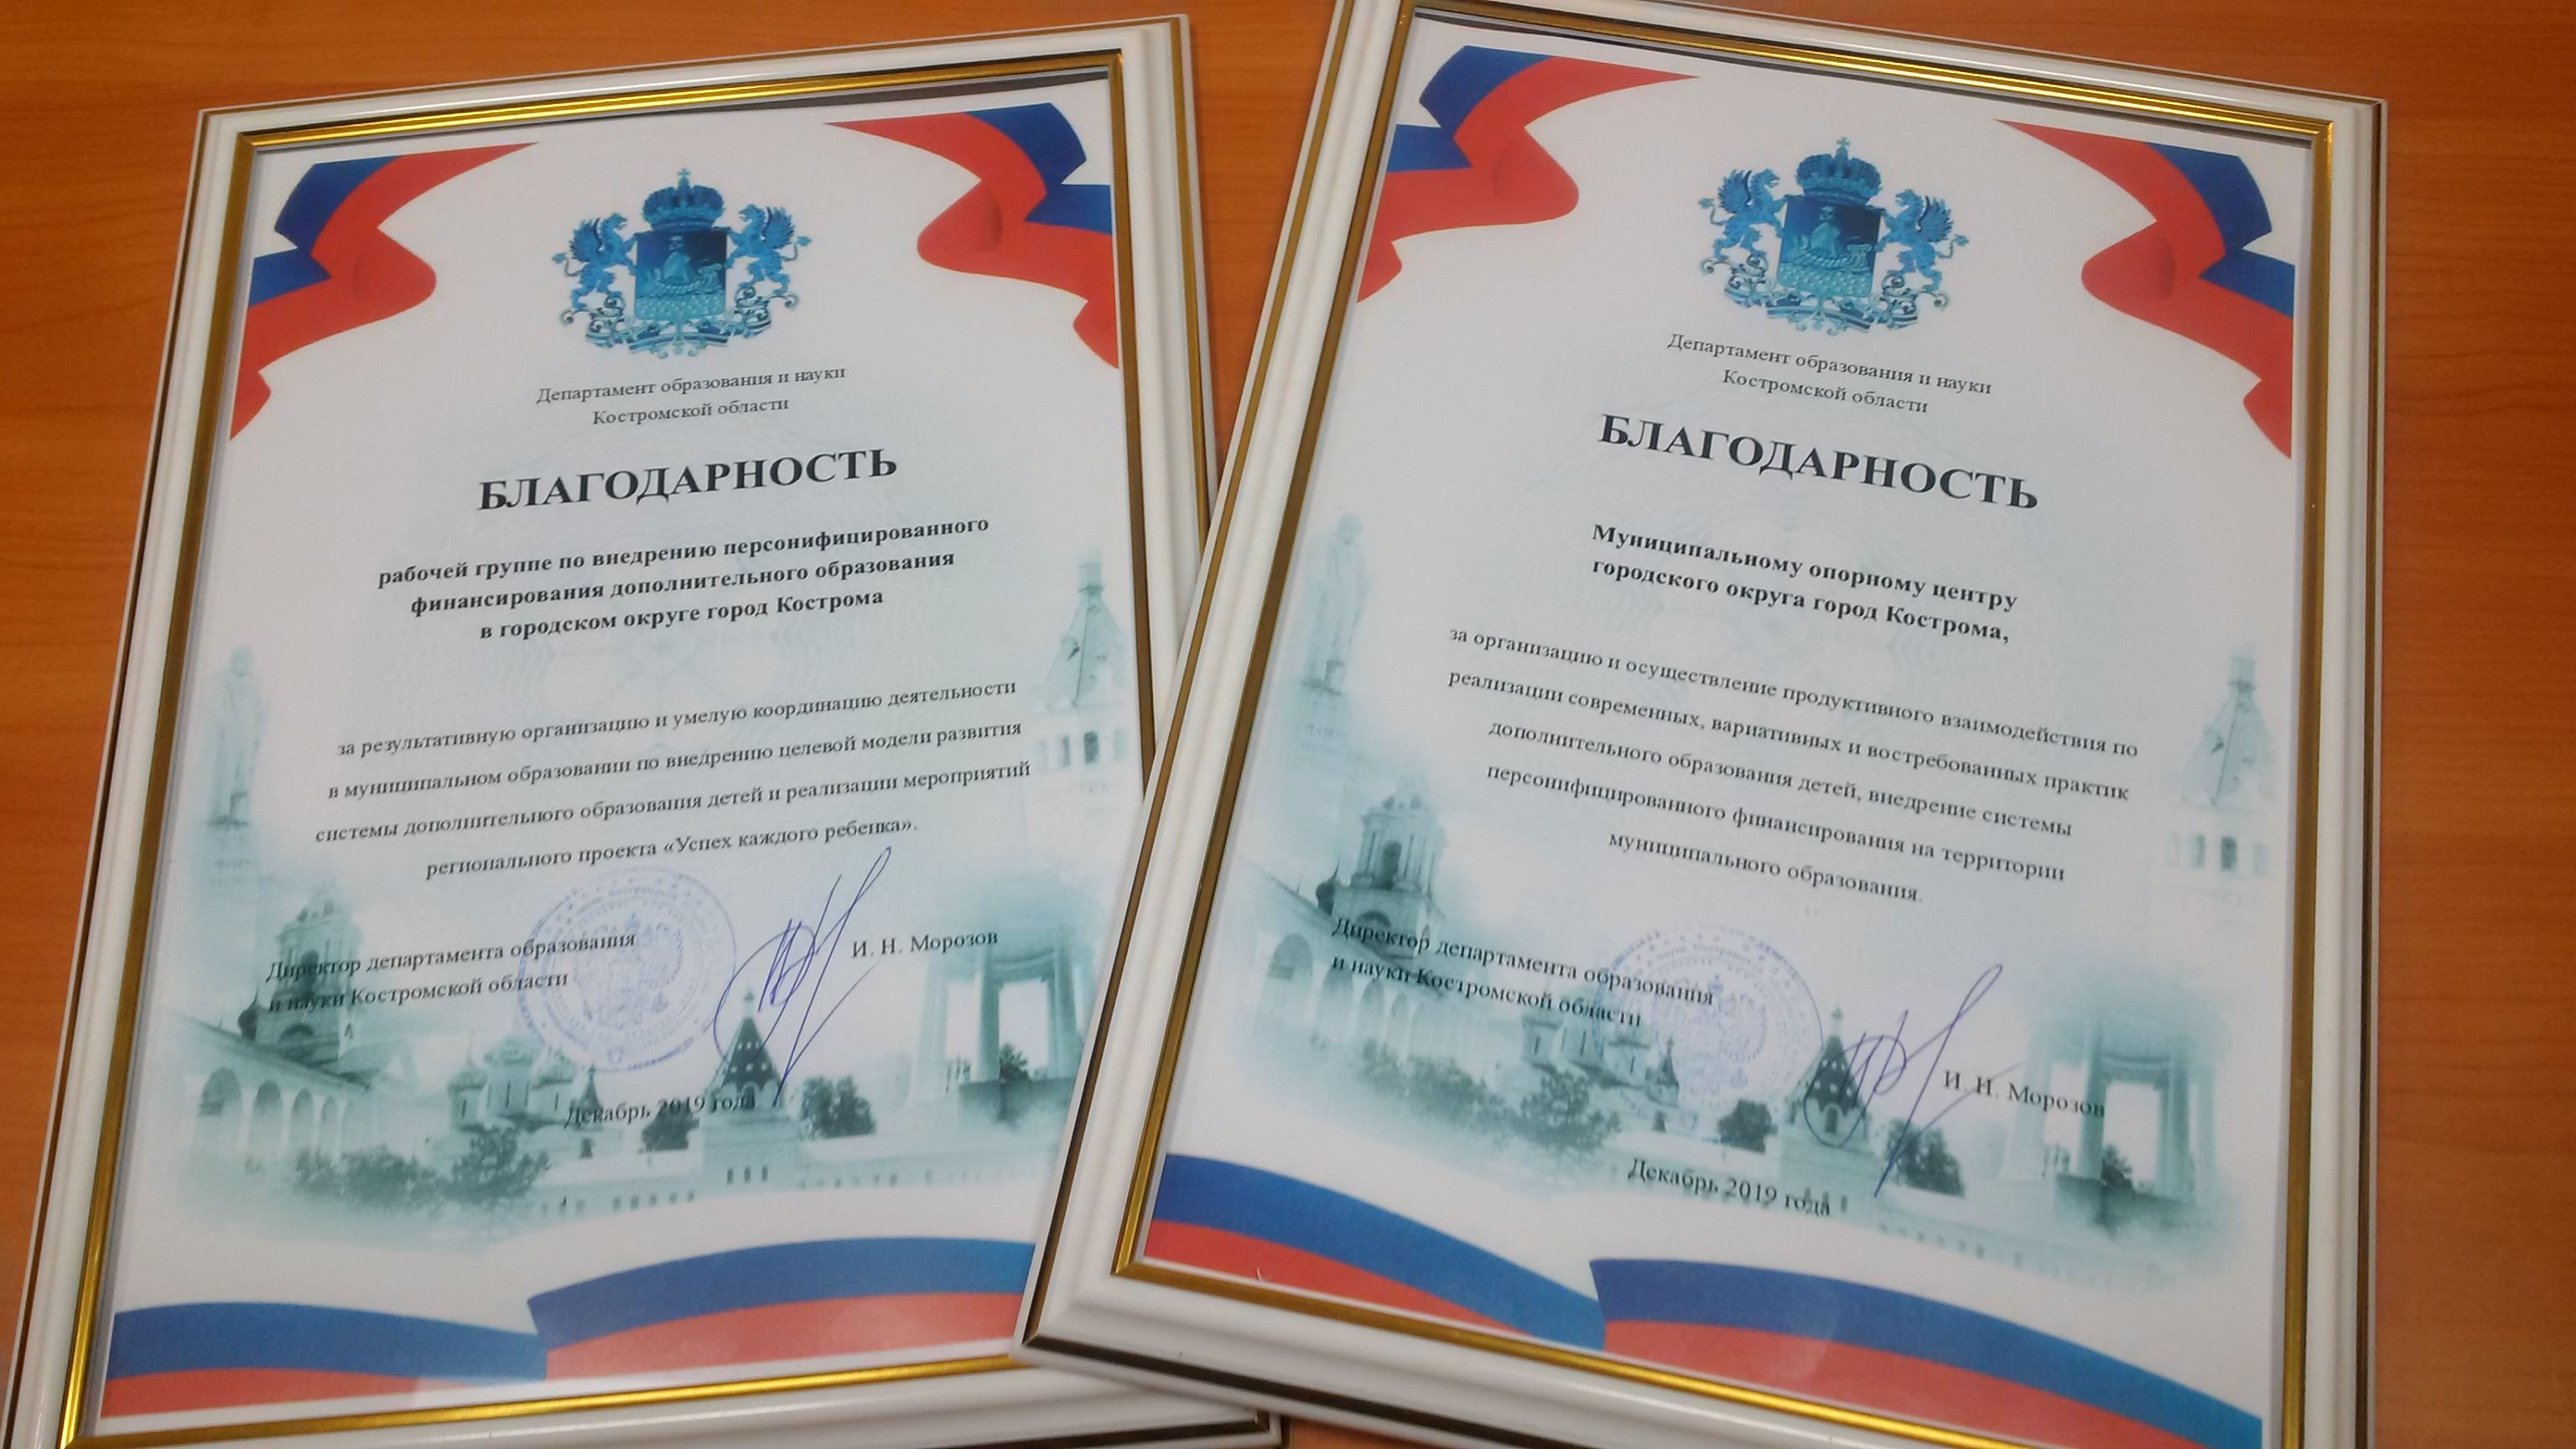 Департамент образования и науки
Костромской области
БЛАГОДАРНОСТЬ
рабочей группе по внедрению персонифицированного
финансирования дополнительного образования
в городском округе город Кострома
за результативную организацию и умелую координацию деятельности
в муниципальном образовании по внедрению целевой модели развития
системы дополнительного образования детей и реализации мероприятий
регионального проекта «Успех каждого ребенка».
Директор департамента образования
и науки Костромской области
И. Н. Морозов
Декабрь 2019 года
Департамент образования и науки
Костромской области
БЛАГОДАРНОСТЬ
Муниципальному опорному центру
городского округа город Кострома,
за организацию и осуществление продуктивного взаимодействия по
реализации современных, вариативных и востребованных практик
дополнительного образования детей, внедрение системы
персонифицированного финансирования на территории
муниципального образования.
Директор департамента образования
и науки Костромской области
И. Н. Морозов
Декабрь 2019 года